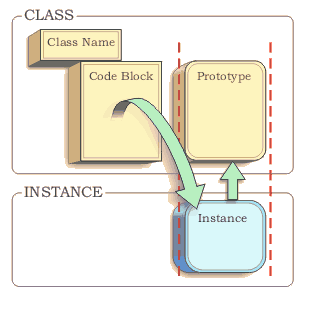 CLASS
Class Name
Code Block
Prototype
INSTANCE
Instance